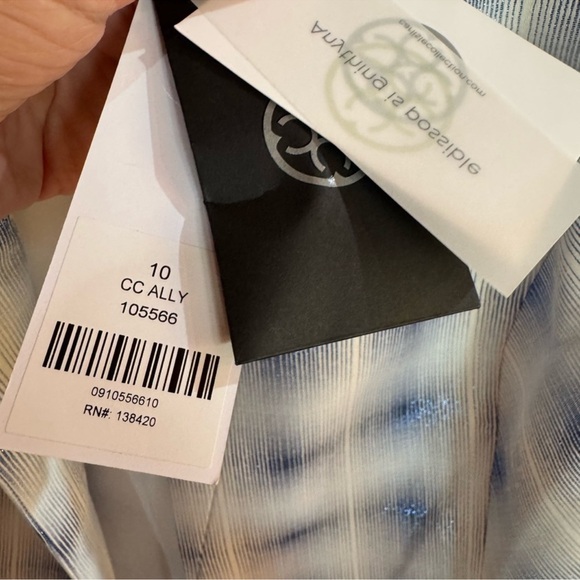 10
CC ALLY
105566
0910556610
RN#: 138420
Anything is possible